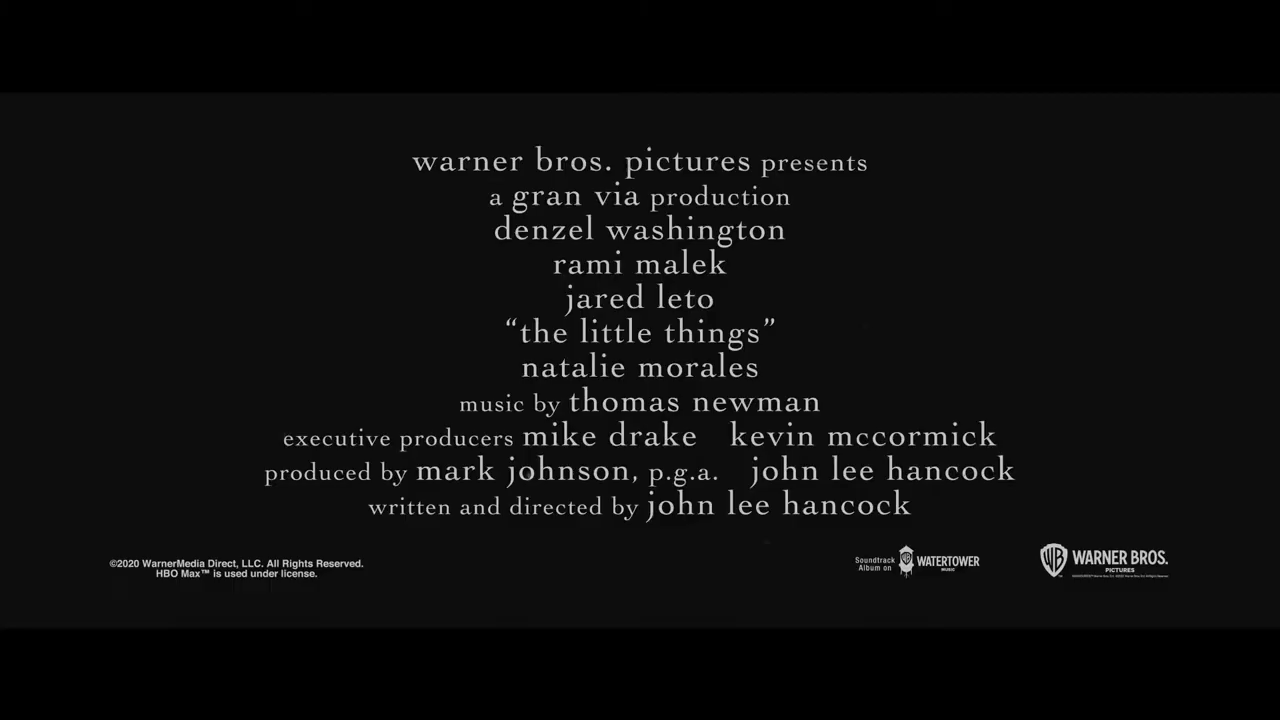 warner bros. pictures presents
a gran via production
denzel washington
rami malek
jared leto
“the little things”
natalie morales
music by thomas newman
executive producers mike drake kevin mccormick
produced by mark johnson, p.g.a. john lee hancock
written and directed by john lee hancock
©2020 WarnerMedia Direct, LLC. All Rights Reserved.
HBO Max™ is used under license.
Soundtrack
Album on
WATERTOWER
MUSIC
WARNER BROS.
PICTURES